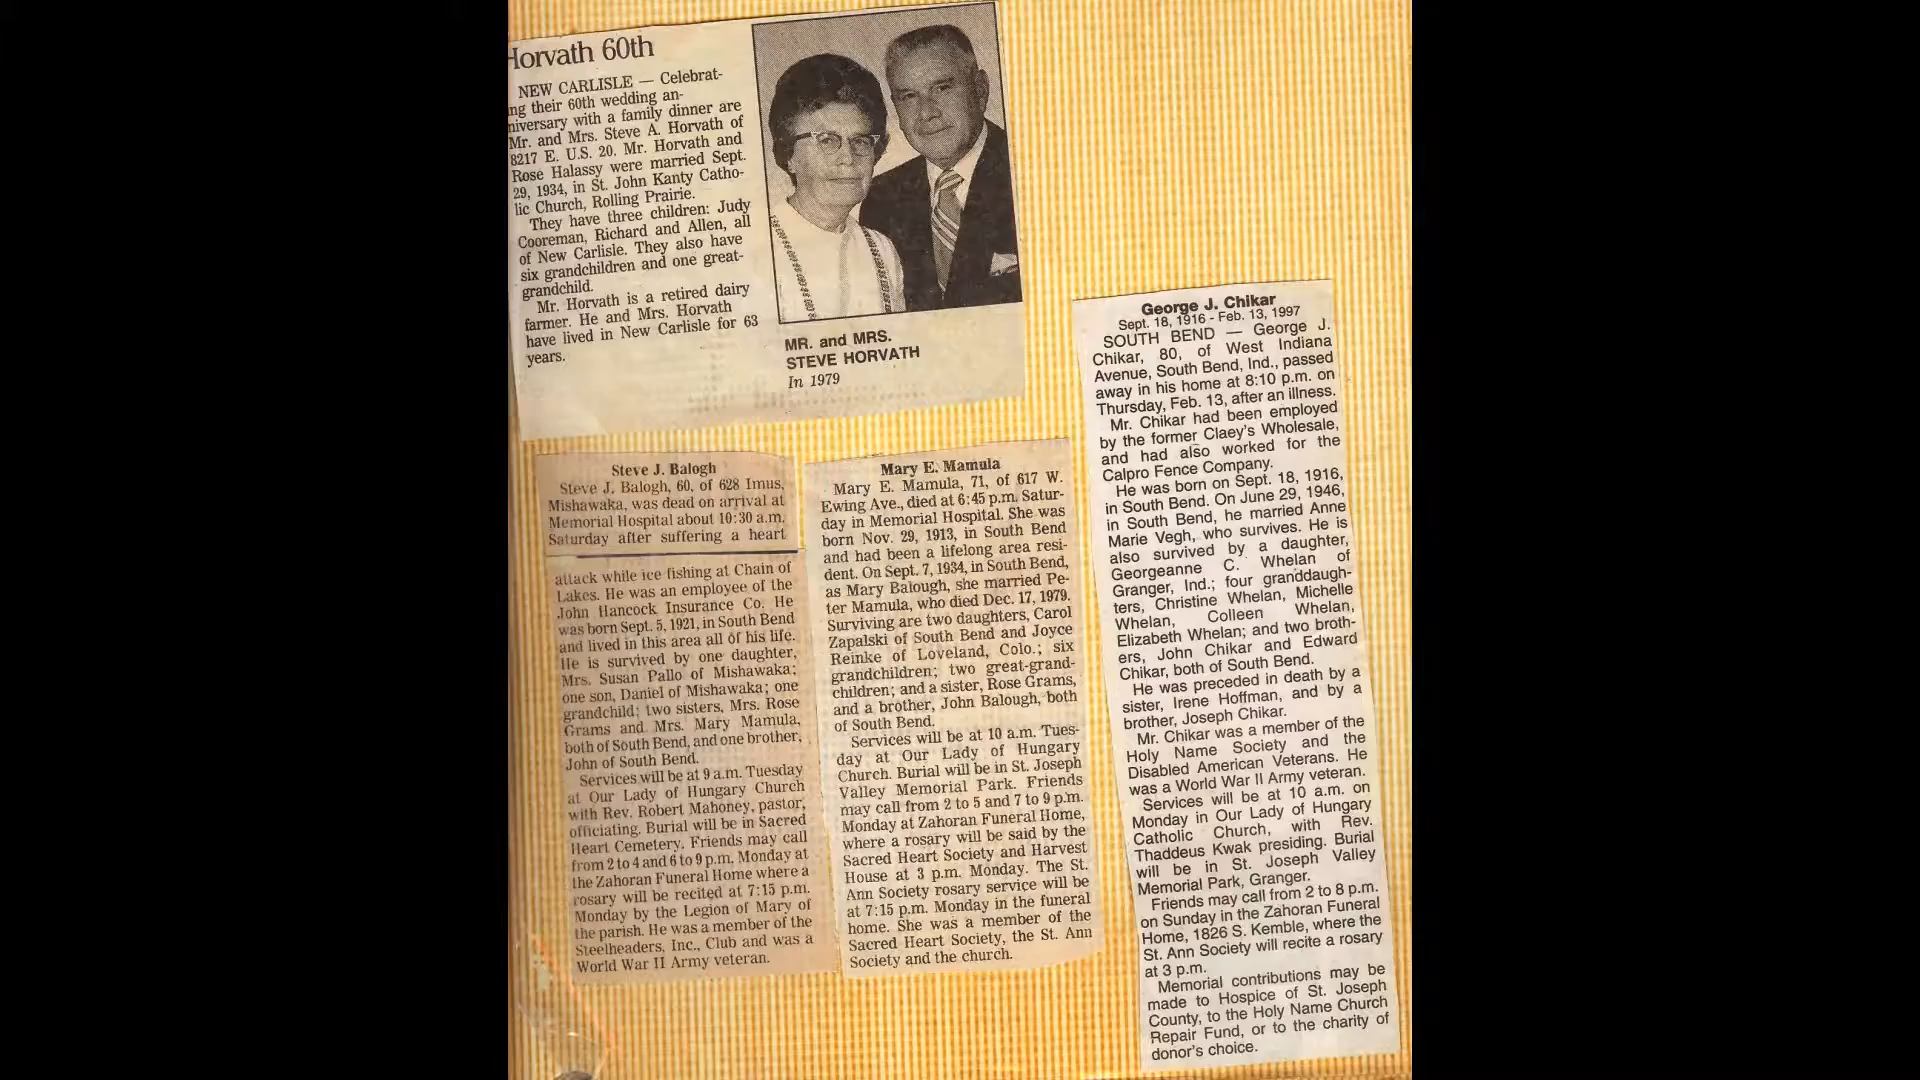 Horvath 60th
NEW CARLISLE — Celebrat-
ing their 60th wedding an-
niversary with a family dinner are
Mr. and Mrs. Steve A. Horvath of
8217 E. U.S. 20. Mr. Horvath and
Rose Halassy were married Sept.
29, 1934, in St. John Kanty Catho-
lic Church, Rolling Prairie.
They have three children: Judy
Cooreman, Richard and Allen, all
of New Carlisle. They also have
six grandchildren and one great-
grandchild.
Mr. Horvath is a retired dairy
farmer. He and Mrs. Horvath
have lived in New Carlisle for 63
years.
MR. and MRS.
STEVE HORVATH
In 1979
Steve J. Balogh
Steve J. Balogh, 60, of 628 Imus,
Mishawaka, was dead on arrival at
Memorial Hospital about 10:30 a.m.
Saturday after suffering a heart
attack while ice fishing at Chain of
Lakes. He was an employee of the
John Hancock Insurance Co. He
was born Sept. 5, 1921, in South Bend
and lived in this area all of his life.
He is survived by one daughter,
Mrs. Susan Pallo of Mishawaka;
one son, Daniel of Mishawaka; one
grandchild; two sisters, Mrs. Rose
Grams and Mrs. Mary Mamula,
both of South Bend, and one brother,
John of South Bend.
Services will be at 9 a.m. Tuesday
at Our Lady of Hungary Church
with Rev. Robert Mahoney, pastor,
officiating. Burial will be in Sacred
Heart Cemetery. Friends may call
from 2 to 4 and 6 to 9 p.m. Monday at
the Zahoran Funeral Home where a
rosary will be recited at 7:15 p.m.
Monday by the Legion of Mary of
the parish. He was a member of the
Steelheaders, Inc., Club and was a
World War II Army veteran.
Mary E. Mamula
Mary E. Mamula, 71, of 617 W.
Ewing Ave., died at 6:45 p.m. Satur-
day in Memorial Hospital. She was
born Nov. 29, 1913, in South Bend
and had been a lifelong area resi-
dent. On Sept. 7, 1934, in South Bend,
as Mary Balough, she married Pe-
ter Mamula, who died Dec. 17, 1979.
Surviving are two daughters, Carol
Zapalski of South Bend and Joyce
Reinke of Loveland, Colo.; six
grandchildren; two great-grand-
children; and a sister, Rose Grams,
and a brother, John Balough, both
of South Bend.
Services will be at 10 a.m. Tues-
day at Our Lady of Hungary
Church. Burial will be in St. Joseph
Valley Memorial Park. Friends
may call from 2 to 5 and 7 to 9 p.m.
Monday at Zahoran Funeral Home,
where a rosary will be said by the
Sacred Heart Society and Harvest
House at 3 p.m. Monday. The St.
Ann Society rosary service will be
at 7:15 p.m. Monday in the funeral
home. She was a member of the
Sacred Heart Society, the St. Ann
Society and the church.
George J. Chikar
Sept. 18, 1916 - Feb. 13, 1997
SOUTH BEND — George J.
Chikar, 80, of West Indiana
Avenue, South Bend, Ind., passed
away in his home at 8:10 p.m. on
Thursday, Feb. 13, after an illness.
Mr. Chikar had been employed
by the former Claey's Wholesale,
and had also worked for the
Calpro Fence Company.
He was born on Sept. 18, 1916,
in South Bend. On June 29, 1946,
in South Bend, he married Anne
Marie Vegh, who survives. He is
also survived by a daughter,
Georgeanne C. Whelan of
Granger, Ind.; four granddaugh-
ters, Christine Whelan, Michelle
Whelan, Colleen Whelan,
Elizabeth Whelan; and two broth-
ers, John Chikar and Edward
Chikar, both of South Bend.
He was preceded in death by a
sister, Irene Hoffman, and by a
brother, Joseph Chikar.
Mr. Chikar was a member of the
Holy Name Society and the
Disabled American Veterans. He
was a World War II Army veteran.
Services will be at 10 a.m. on
Monday in Our Lady of Hungary
Catholic Church, with Rev.
Thaddeus Kwak presiding. Burial
will be in St. Joseph Valley
Memorial Park, Granger.
Friends may call from 2 to 8 p.m.
on Sunday in the Zahoran Funeral
Home, 1826 S. Kemble, where the
St. Ann Society will recite a rosary
at 3 p.m.
Memorial contributions may be
made to Hospice of St. Joseph
County, to the Holy Name Church
Repair Fund, or to the charity of
donor's choice.